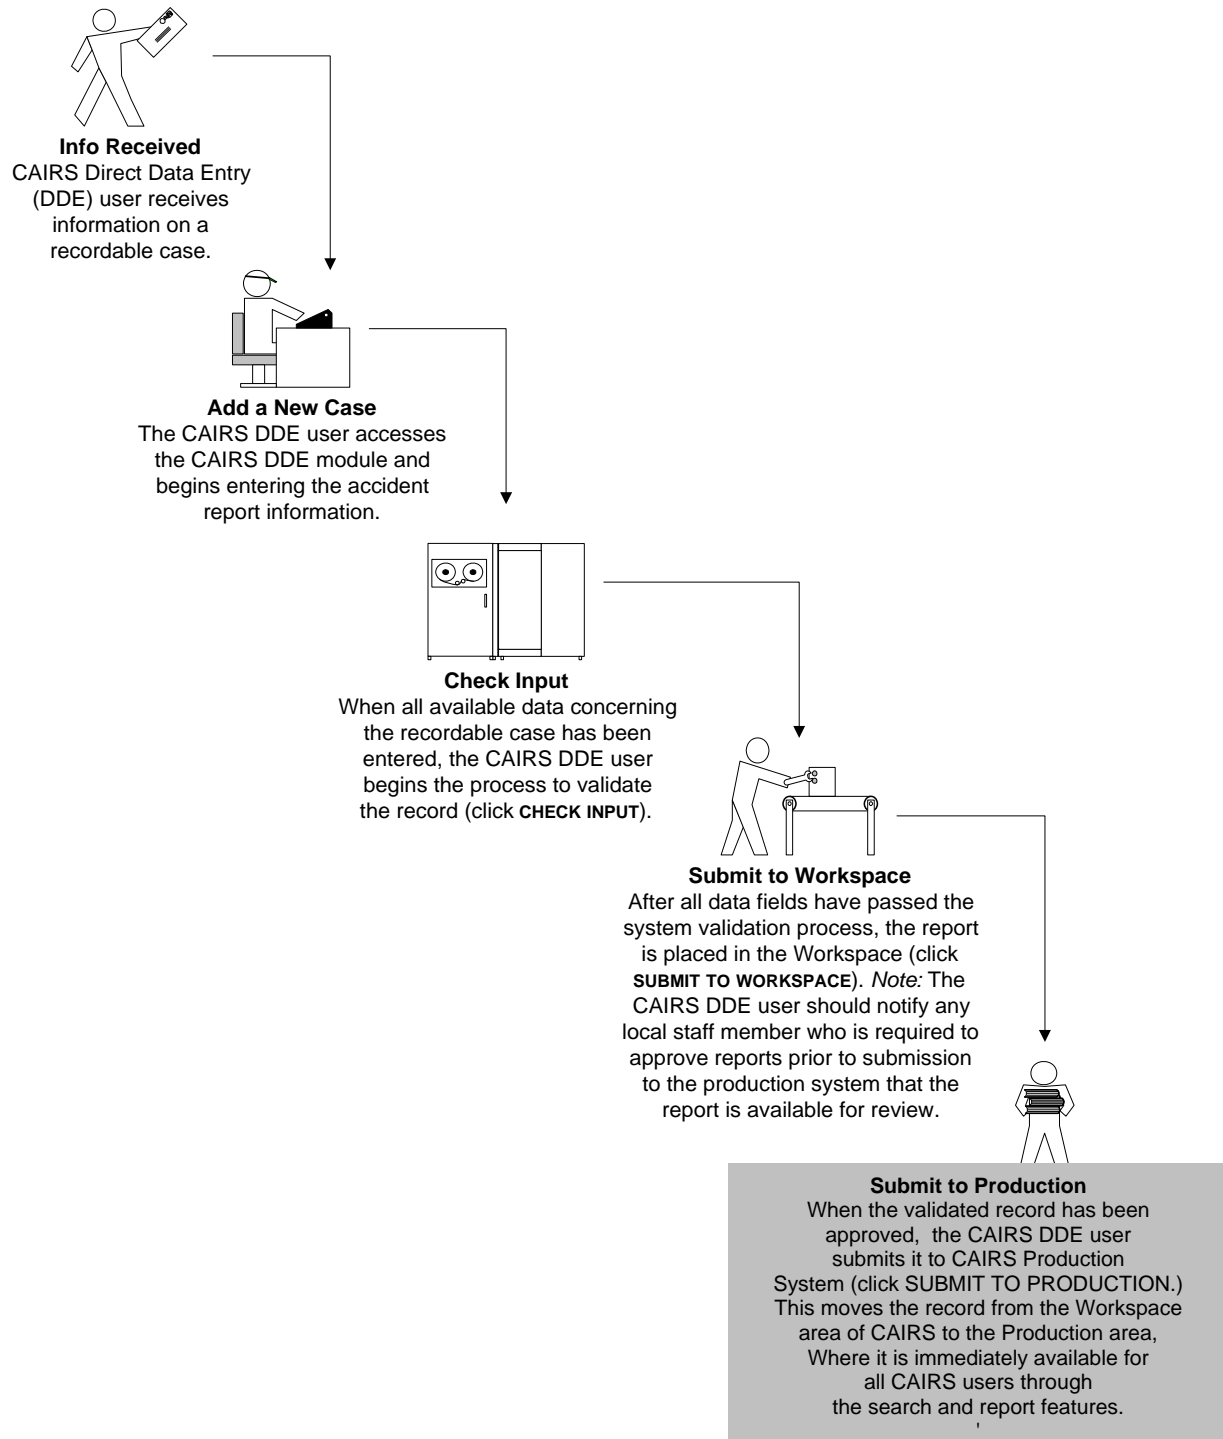 Info Received
CAIRS Direct Data Entry
(DDE) user receives
information on a
recordable case.
Add a New Case
The CAIRS DDE user accesses
the CAIRS DDE module and
begins entering the accident
report information.
Check Input
When all available data concerning
the recordable case has been
entered, the CAIRS DDE user
begins the process to validate
the record (click CHECK INPUT).
Submit to Workspace
After all data fields have passed the
system validation process, the report
is placed in the Workspace (click
SUBMIT TO WORKSPACE). Note: The
CAIRS DDE user should notify any
local staff member who is required to
approve reports prior to submission
to the production system that the
report is available for review.
Submit to Production
When the validated record has been
approved,  the CAIRS DDE user
submits it to CAIRS Production
System (click SUBMIT TO PRODUCTION.)
This moves the record from the Workspace
area of CAIRS to the Production area,
Where it is immediately available for
all CAIRS users through
the search and report features.
'